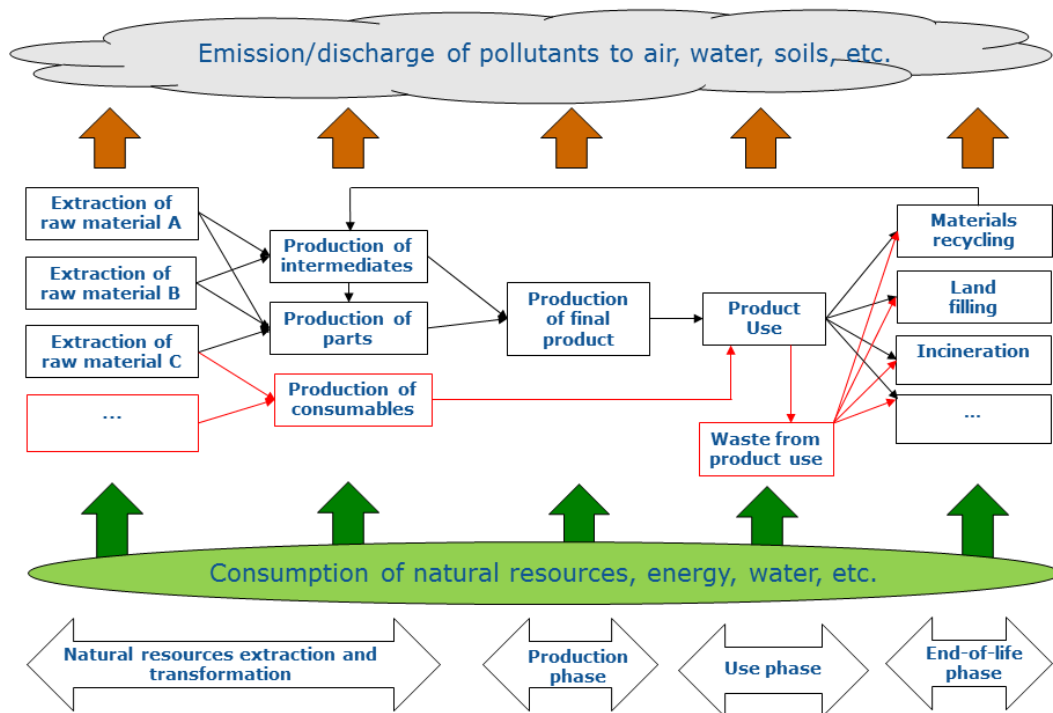 Emission/discharge of pollutants to air, water, soils, etc.
Extraction of
raw material A
Extraction of
raw material B
Extraction of
raw material C
...
Production of
intermediates
Production of
parts
Production of
consumables
Production
of final
product
Product
Use
Waste from
product use
Materials
recycling
Land
filling
Incineration
...
Consumption of natural resources, energy, water, etc.
Natural resources extraction and
transformation
Production
phase
Use phase
End-of-life
phase